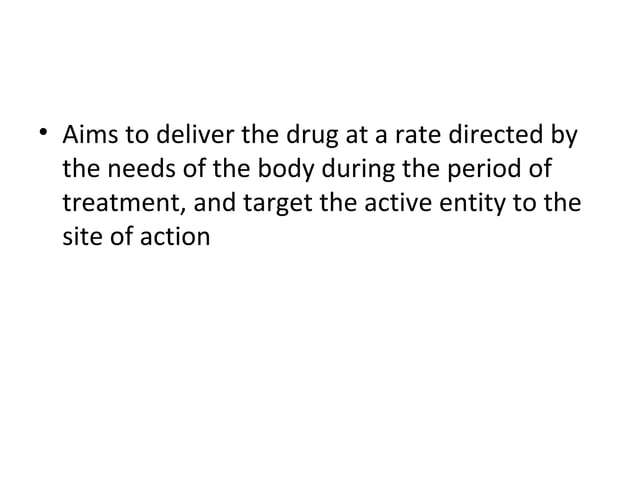 • Aims to deliver the drug at a rate directed by
the needs of the body during the period of
treatment, and target the active entity to the
site of action